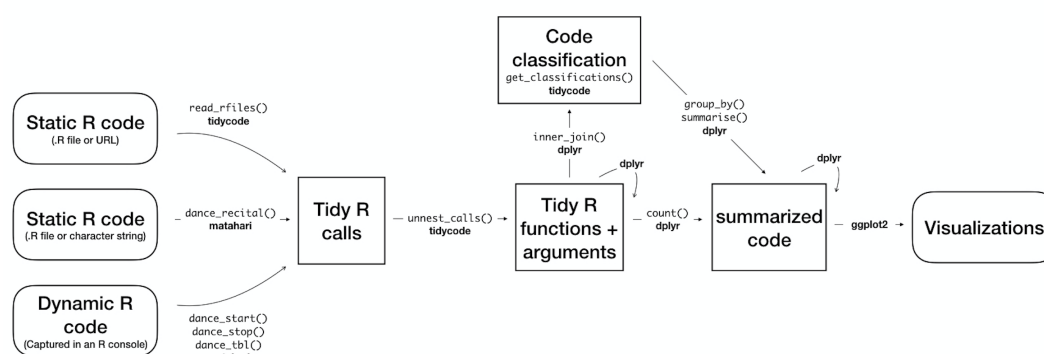 Static R code
(.R file or URL)
read_rfiles()
tidycode
Static R code
(.R file or character string)
dance_recital()
matahari
Dynamic R
code
(Captured in an R console)
dance_start()
dance_stop()
dance_tbl()
Tidy R
calls
unnest_calls()
tidycode
Code
classification
get_classifications()
tidycode
inner_join()
dplyr
dplyr
Tidy R
functions +
arguments
count()
dplyr
group_by()
summarise()
dplyr
dplyr
summarized
code
ggplot2
Visualizations